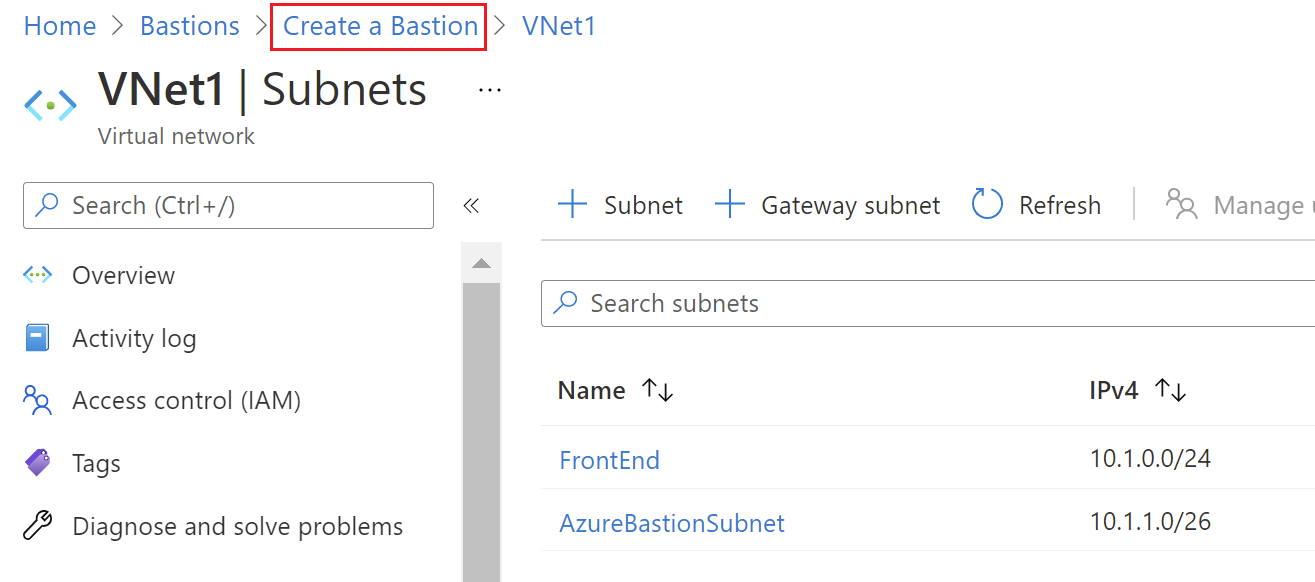 Home > Bastions > Create a Bastion > VNet1
VNet1 | Subnets ...
Virtual network
Search (Ctrl+/) «
+ Subnet + Gateway subnet Refresh | Manage
Overview
Search subnets
Activity log
Name ↑↓ IPv4 ↑↓
Access control (IAM)
FrontEnd 10.1.0.0/24
Tags
AzureBastionSubnet 10.1.1.0/26
Diagnose and solve problems